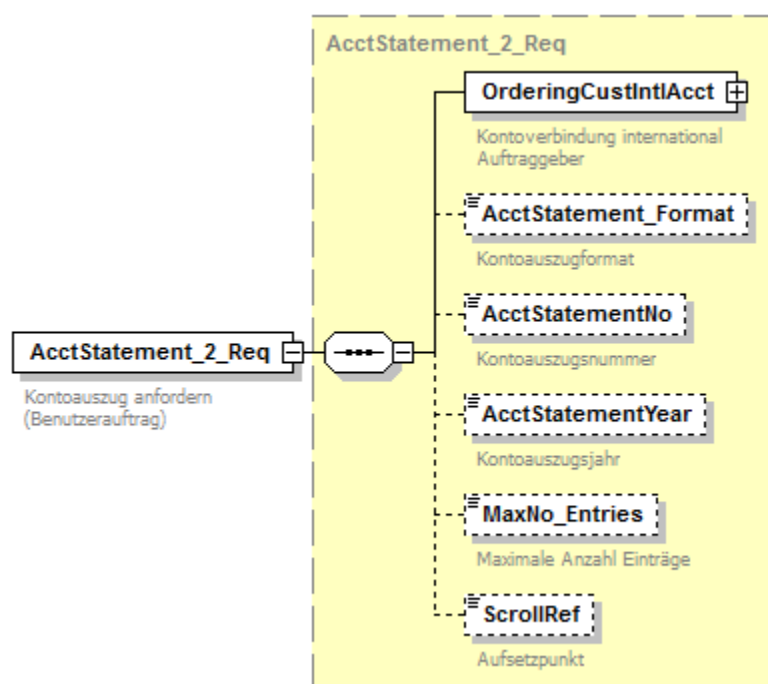 AcctStatement_2_Req
OrderingCustIntlAcct
Kontoverbindung international
Auftraggeber
AcctStatement_Format
Kontoauszugformat
AcctStatementNo
Kontoauszugsnummer
AcctStatement_2_Req
Kontoauszug anfordern
(Benutzerauftrag)
AcctStatementYear
Kontoauszugsjahr
MaxNo_Entries
Maximale Anzahl Einträge
ScrollRef
Aufsetzpunkt